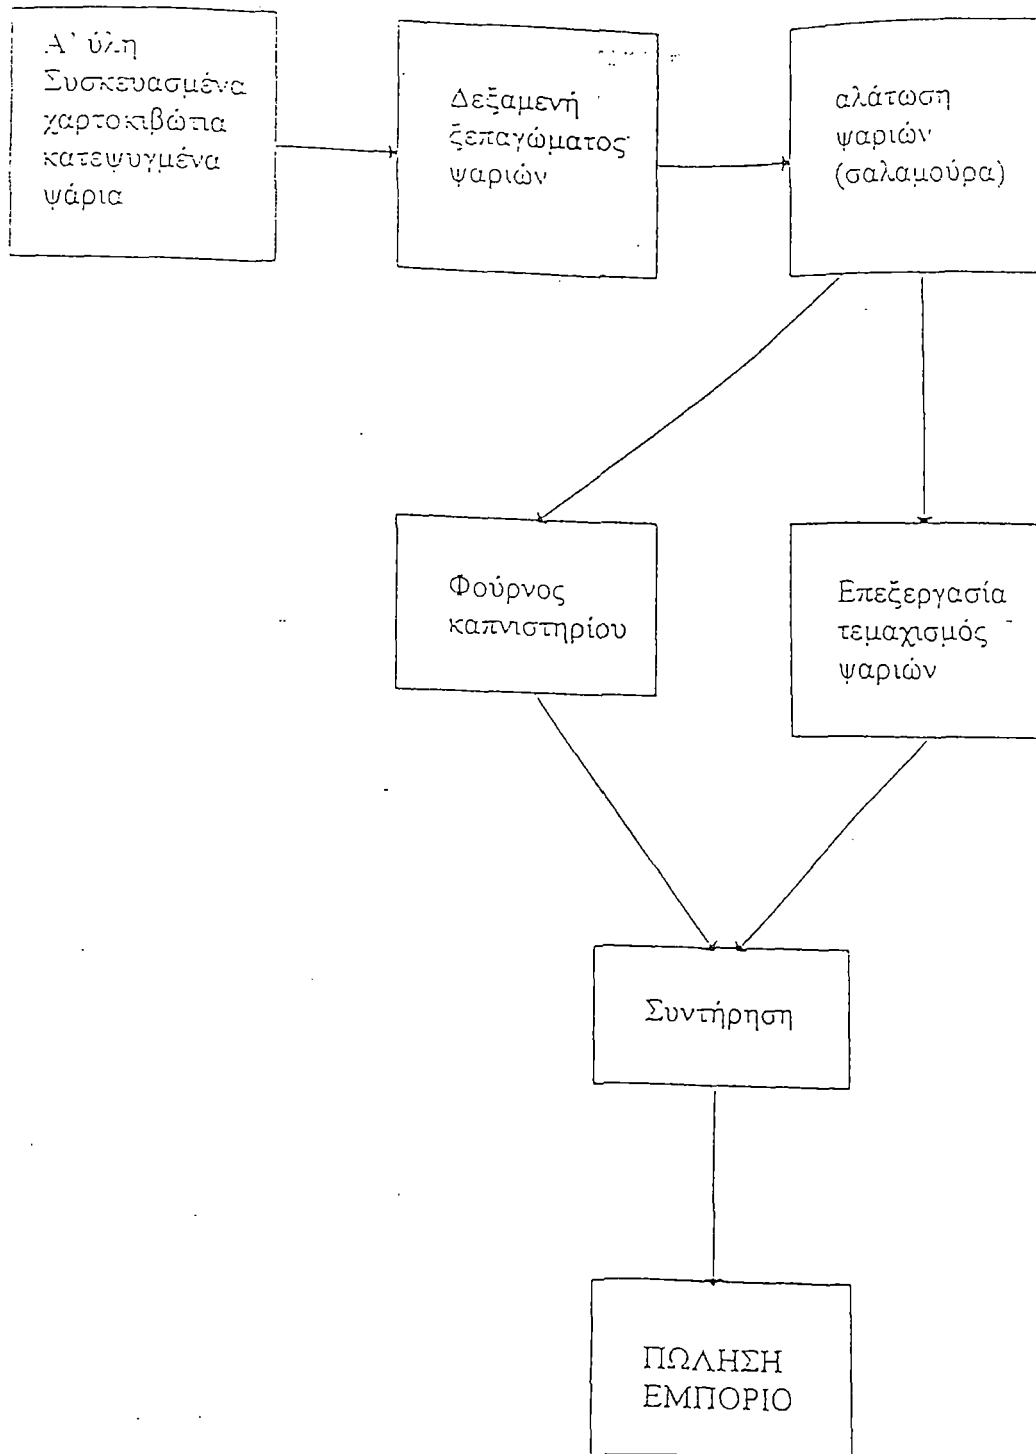 Α' ύλη
Συσκευασμένα
χαρτοκιβώτια
κατεψυγμένα
ψάρια
Δεξαμενή
ξεπαγώματος
ψαριών
αλάτωση
ψαριών
(σαλαμούρα)
Φούρνος
καπνιστηρίου
Επεξεργασία
τεμαχισμός
ψαριών
Συντήρηση
ΠΩΛΗΣΗ
ΕΜΠΟΡΙΟ